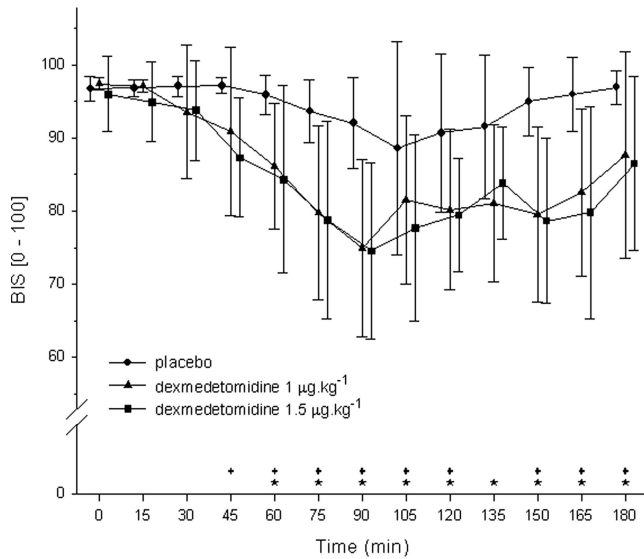 100
90
80
70
60
0
BIS [0 - 100]
placebo
dexmedetomidine 1 µg.kg⁻¹
dexmedetomidine 1.5 µg.kg⁻¹
+ + + + + + + + +
* * * * * * * * *
0 15 30 45 60 75 90 105 120 135 150 165 180
Time (min)